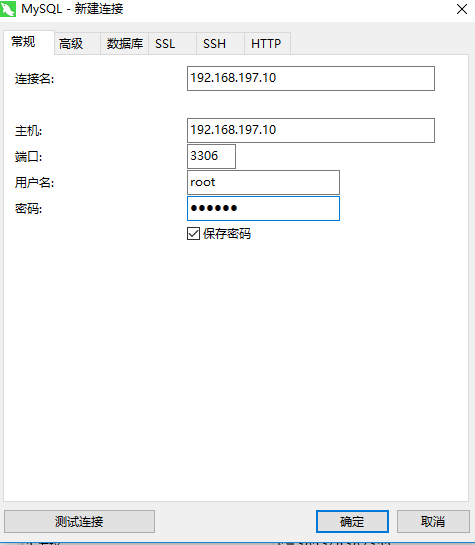 MySQL - 新建连接
常规 高级 数据库 SSL SSH HTTP
连接名: 192.168.197.10
主机: 192.168.197.10
端口: 3306
用户名: root
密码: ●●●●●●
保存密码
测试连接 确定 取消